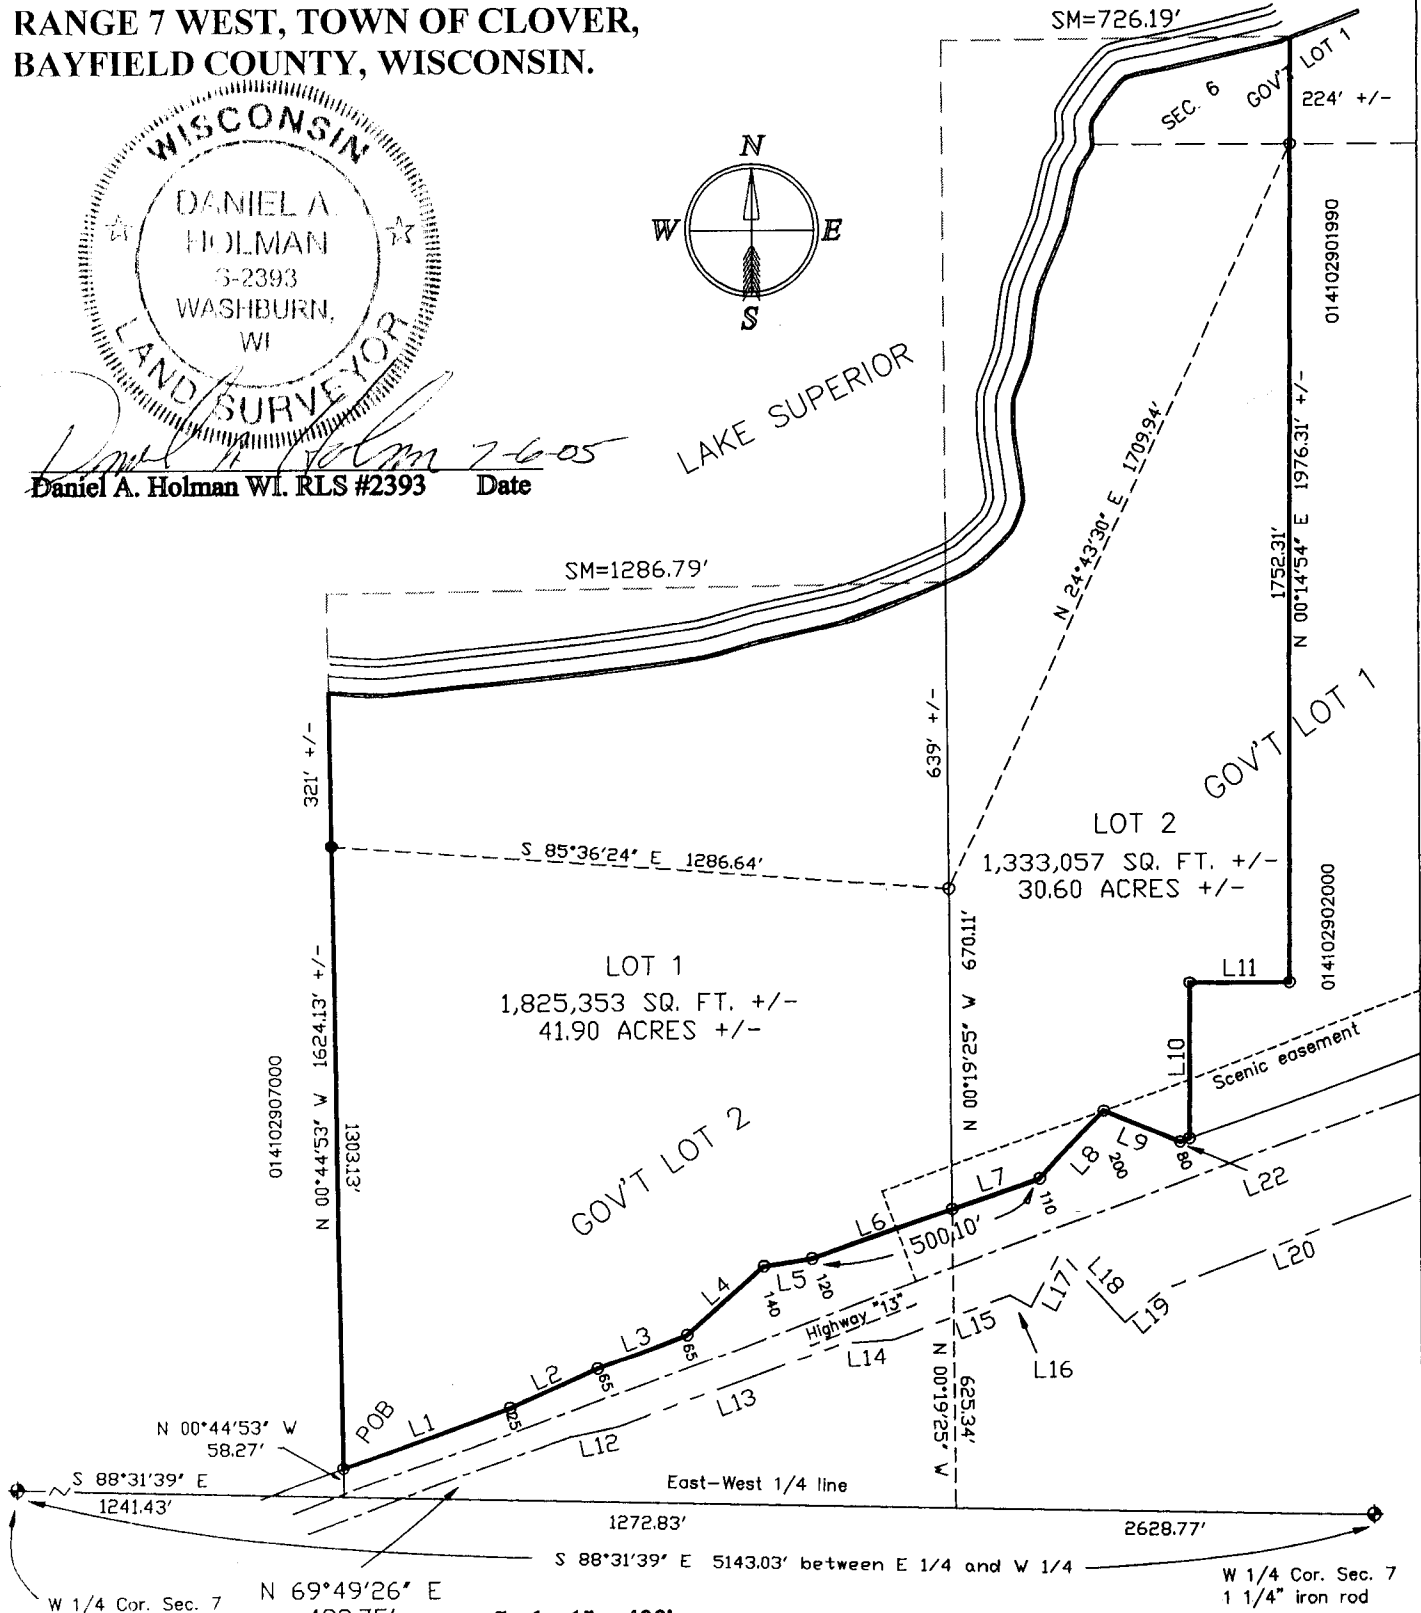 RANGE 7 WEST, TOWN OF CLOVER,
BAYFIELD COUNTY, WISCONSIN.
SM=726.19'
SEC. 6
GOV'T LOT 1
224' +/-
WISCONSIN
DANIEL A.
HOLMAN
S-2393
WASHBURN,
WI
LAND SURVEYOR
N
W
E
S
014102901990
LAKE SUPERIOR
Daniel A Holman 7-6-05
Daniel A. Holman WI. RLS #2393 Date
N 24°43'30" E 1709.94'
1752.31'
N 00°14'54" E 1976.31' +/-
SM=1286.79'
321' +/-
639' +/-
GOV'T LOT 1
LOT 2
1,333,057 SQ. FT. +/-
30.60 ACRES +/-
S 85°36'24" E 1286.64'
014102902000
LOT 1
1,825,353 SQ. FT. +/-
41.90 ACRES +/-
N 00°19'25" W 670.11'
L11
L10
Scenic easement
014102907000
N 00°44'53" W 1624.13' +/-
1303.13'
GOV'T LOT 2
L9
L8
200
80
L22
L7
110
L6
500.10'
L5
120
140
L4
L20
L18
L17
L19
Highway "13"
L15
L16
L14
L3
65
L2
65
L13
N 00°19'25" W
625.34'
POB
L1
25
L12
N 00°44'53" W
58.27'
S 88°31'39" E
1241.43'
East-West 1/4 line
1272.83'
2628.77'
S 88°31'39" E 5143.03' between E 1/4 and W 1/4
W 1/4 Cor. Sec. 7
1 1/4" iron rod
W 1/4 Cor. Sec. 7
N 69°49'26" E